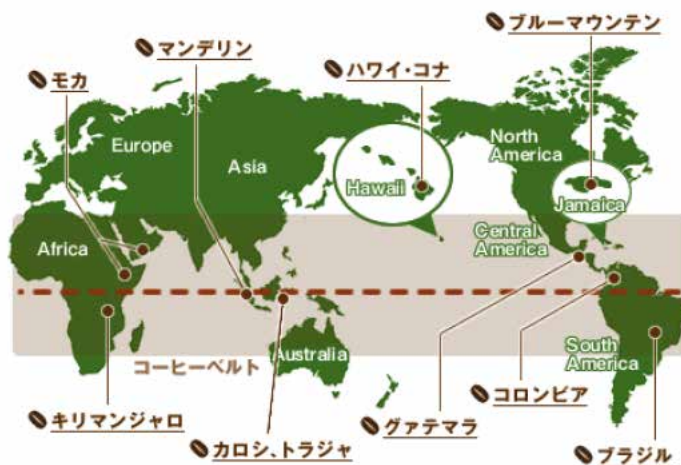 ブルーマウンテン
マンデリン
ハワイ・コナ
モカ
North
America
Europe
Asia
Hawaii
Jamaica
Central
America
Africa
コーヒーベルト
Australia
South
America
キリマンジャロ
カロシ、トラジャ
グァテマラ
コロンビア
ブラジル